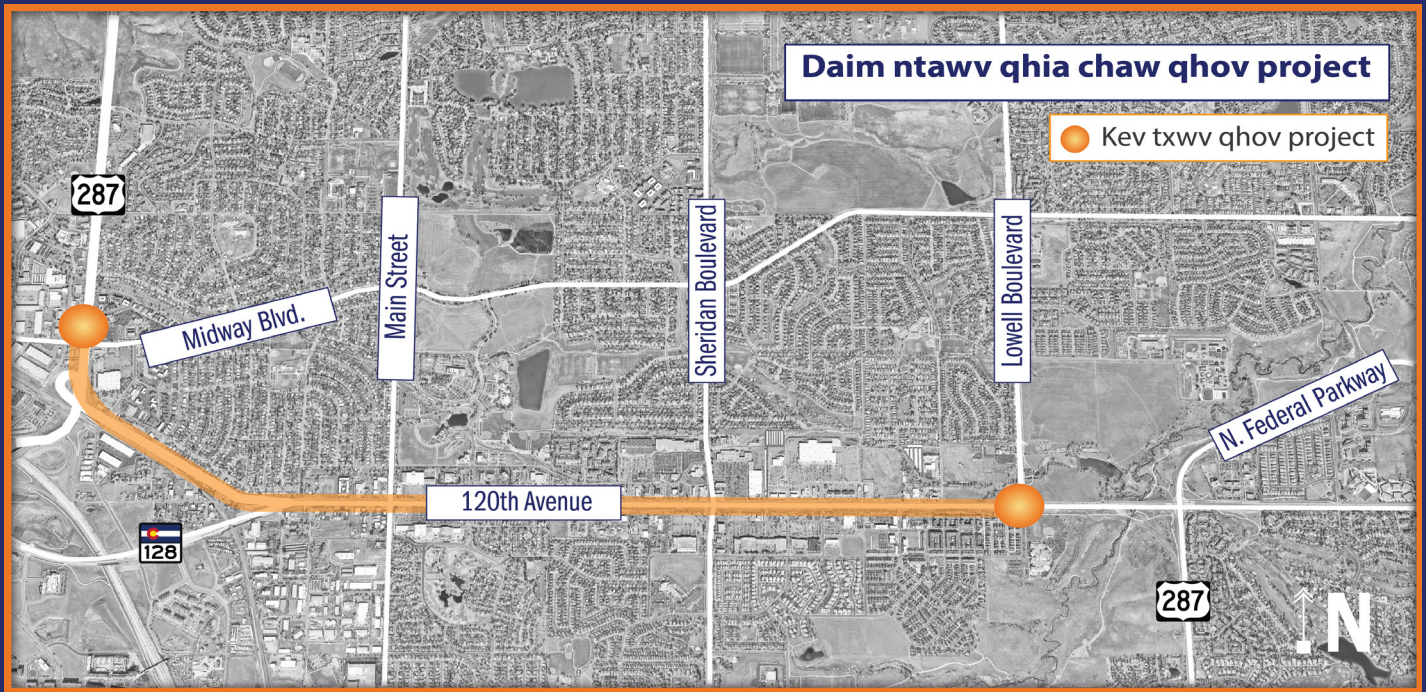 Daim ntawv qhia chaw qhov project
Kev txwv qhov project
287
Midway Blvd.
Main Street
Sheridan Boulevard
Lowell Boulevard
N. Federal Parkway
120th Avenue
128
287
N